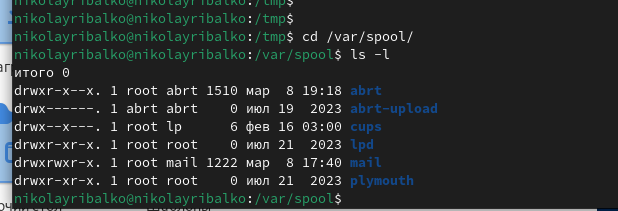 nikolayribalko@nikolayribalko:/tmp$
nikolayribalko@nikolayribalko:/tmp$
nikolayribalko@nikolayribalko:/tmp$ cd /var/spool/
nikolayribalko@nikolayribalko:/var/spool$ ls -l
итого 0
drwxr-x--x. 1 root abrt 1510 мар  8 19:18 abrt
drwx------. 1 abrt abrt    0 июл 19  2023 abrt-upload
drwx--x---. 1 root lp      6 фев 16 03:00 cups
drwxr-xr-x. 1 root root    0 июл 21  2023 lpd
drwxrwxr-x. 1 root mail 1222 мар  8 17:40 mail
drwxr-xr-x. 1 root root    0 июл 21  2023 plymouth
nikolayribalko@nikolayribalko:/var/spool$